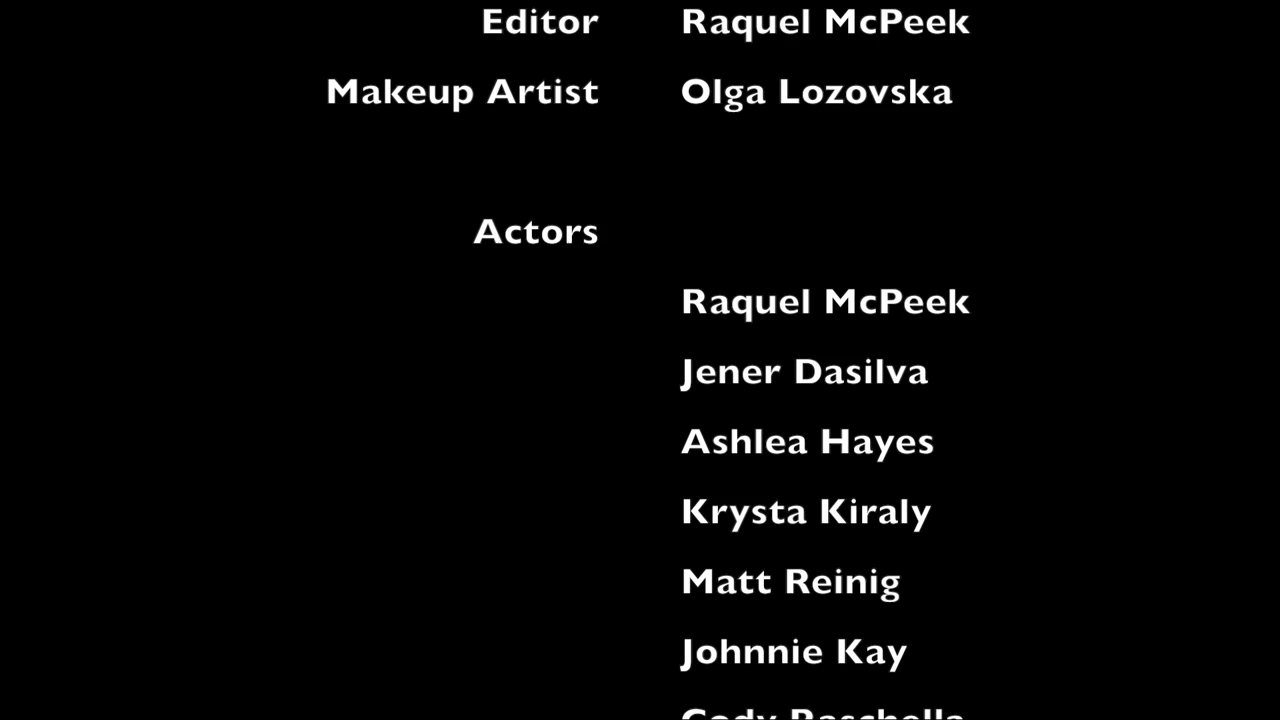 Editor Raquel McPeek
Makeup Artist Olga Lozovska
Actors
Raquel McPeek
Jener Dasilva
Ashlea Hayes
Krysta Kiraly
Matt Reinig
Johnnie Kay
Cody